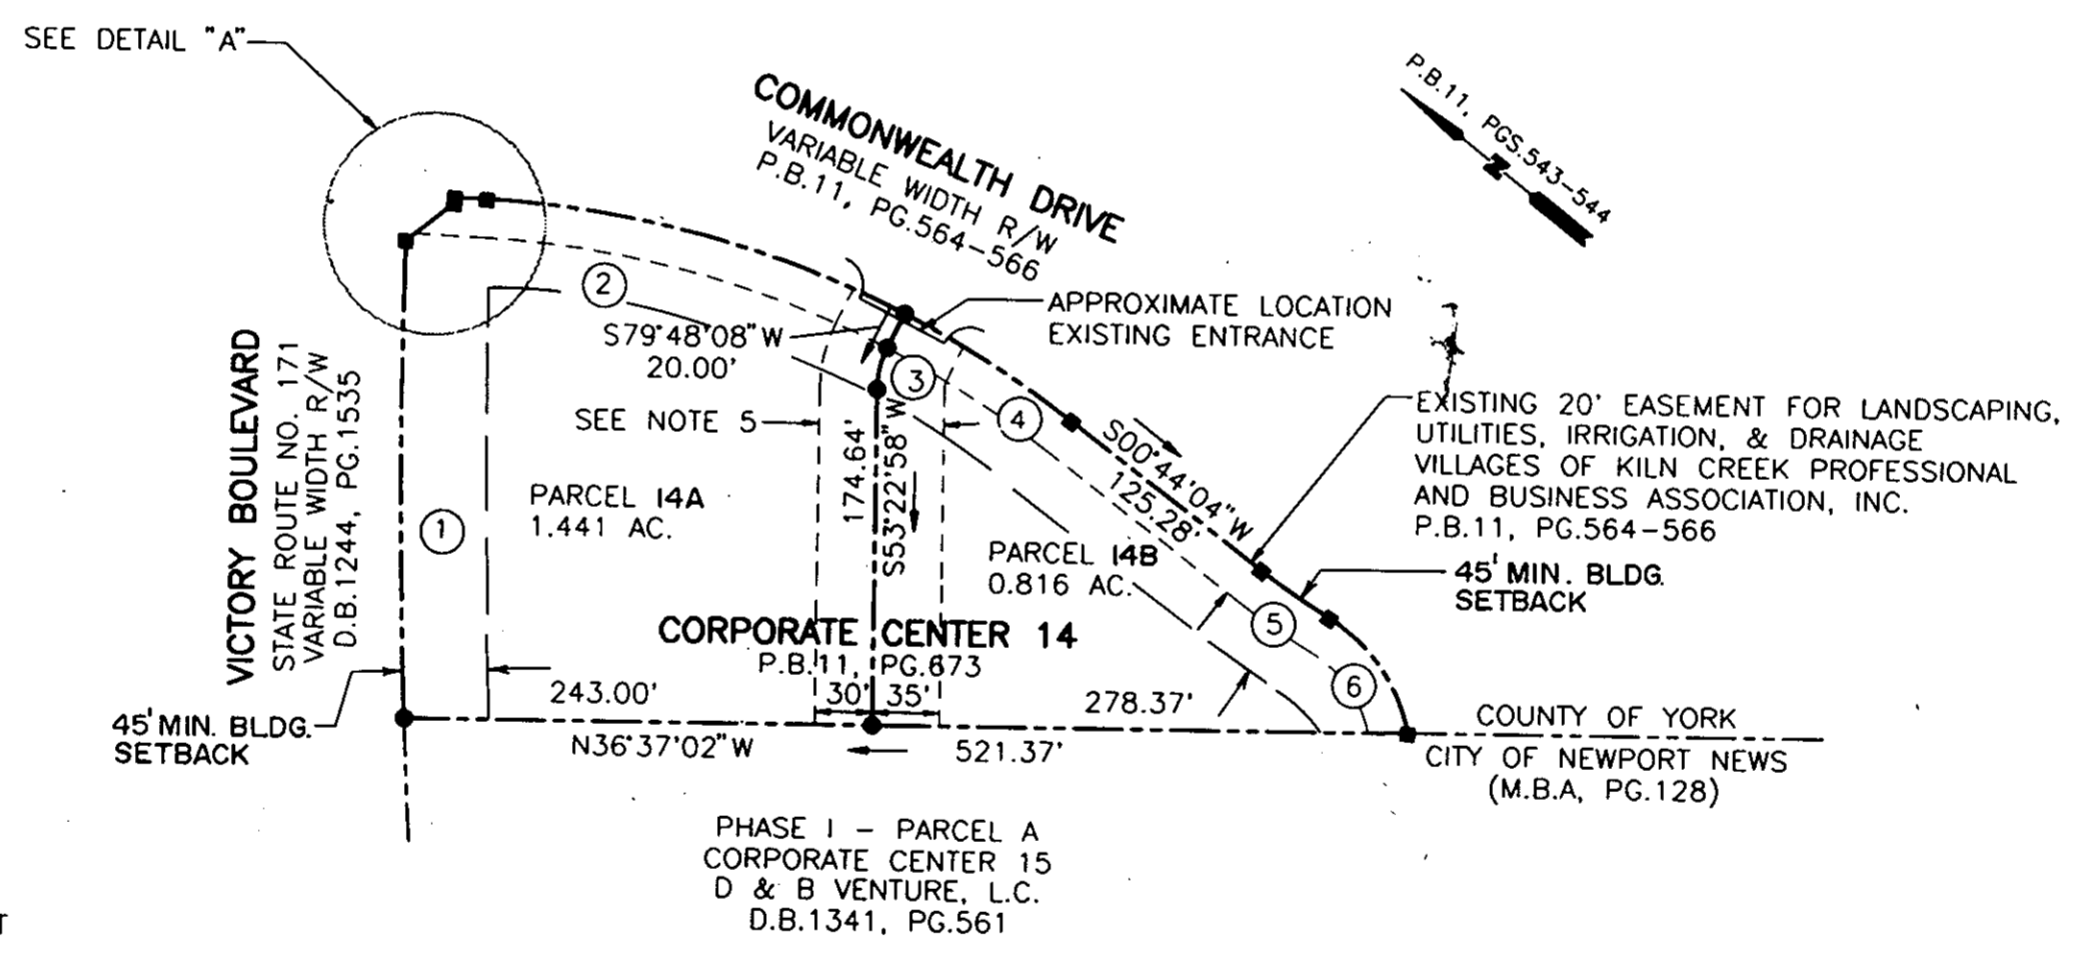 SEE DETAIL "A"
COMMONWEALTH DRIVE
VARIABLE WIDTH R/W
P.B.11, PG.564-566
P.B.11, PGS.543-544
N
2
S79°48'08"W
20.00'
APPROXIMATE LOCATION
EXISTING ENTRANCE
3
4
SEE NOTE 5
EXISTING 20' EASEMENT FOR LANDSCAPING,
UTILITIES, IRRIGATION, & DRAINAGE
VILLAGES OF KILN CREEK PROFESSIONAL
AND BUSINESS ASSOCIATION, INC.
P.B.11, PG.564-566
VICTORY BOULEVARD
STATE ROUTE NO. 171
VARIABLE WIDTH R/W
D.B.1244, PG.1535
1
PARCEL 14A
1.441 AC.
174.64'
S53°22'58"W
S00°44'04"W
125.28'
PARCEL 14B
0.816 AC.
45' MIN. BLDG.
SETBACK
5
6
CORPORATE CENTER 14
P.B.11, PG.673
243.00'
30'
35'
278.37'
45' MIN. BLDG.
SETBACK
N36°37'02"W
521.37'
COUNTY OF YORK
CITY OF NEWPORT NEWS
(M.B.A, PG.128)
PHASE I - PARCEL A
CORPORATE CENTER 15
D & B VENTURE, L.C.
D.B.1341, PG.561